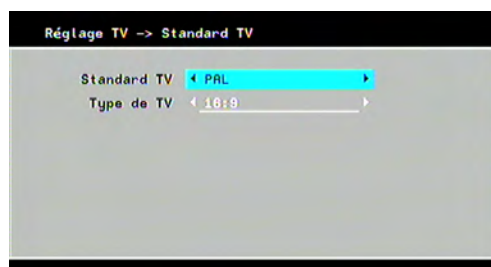 Réglage TV -> Standard TV
Standard TV PAL
Type de TV 16:9